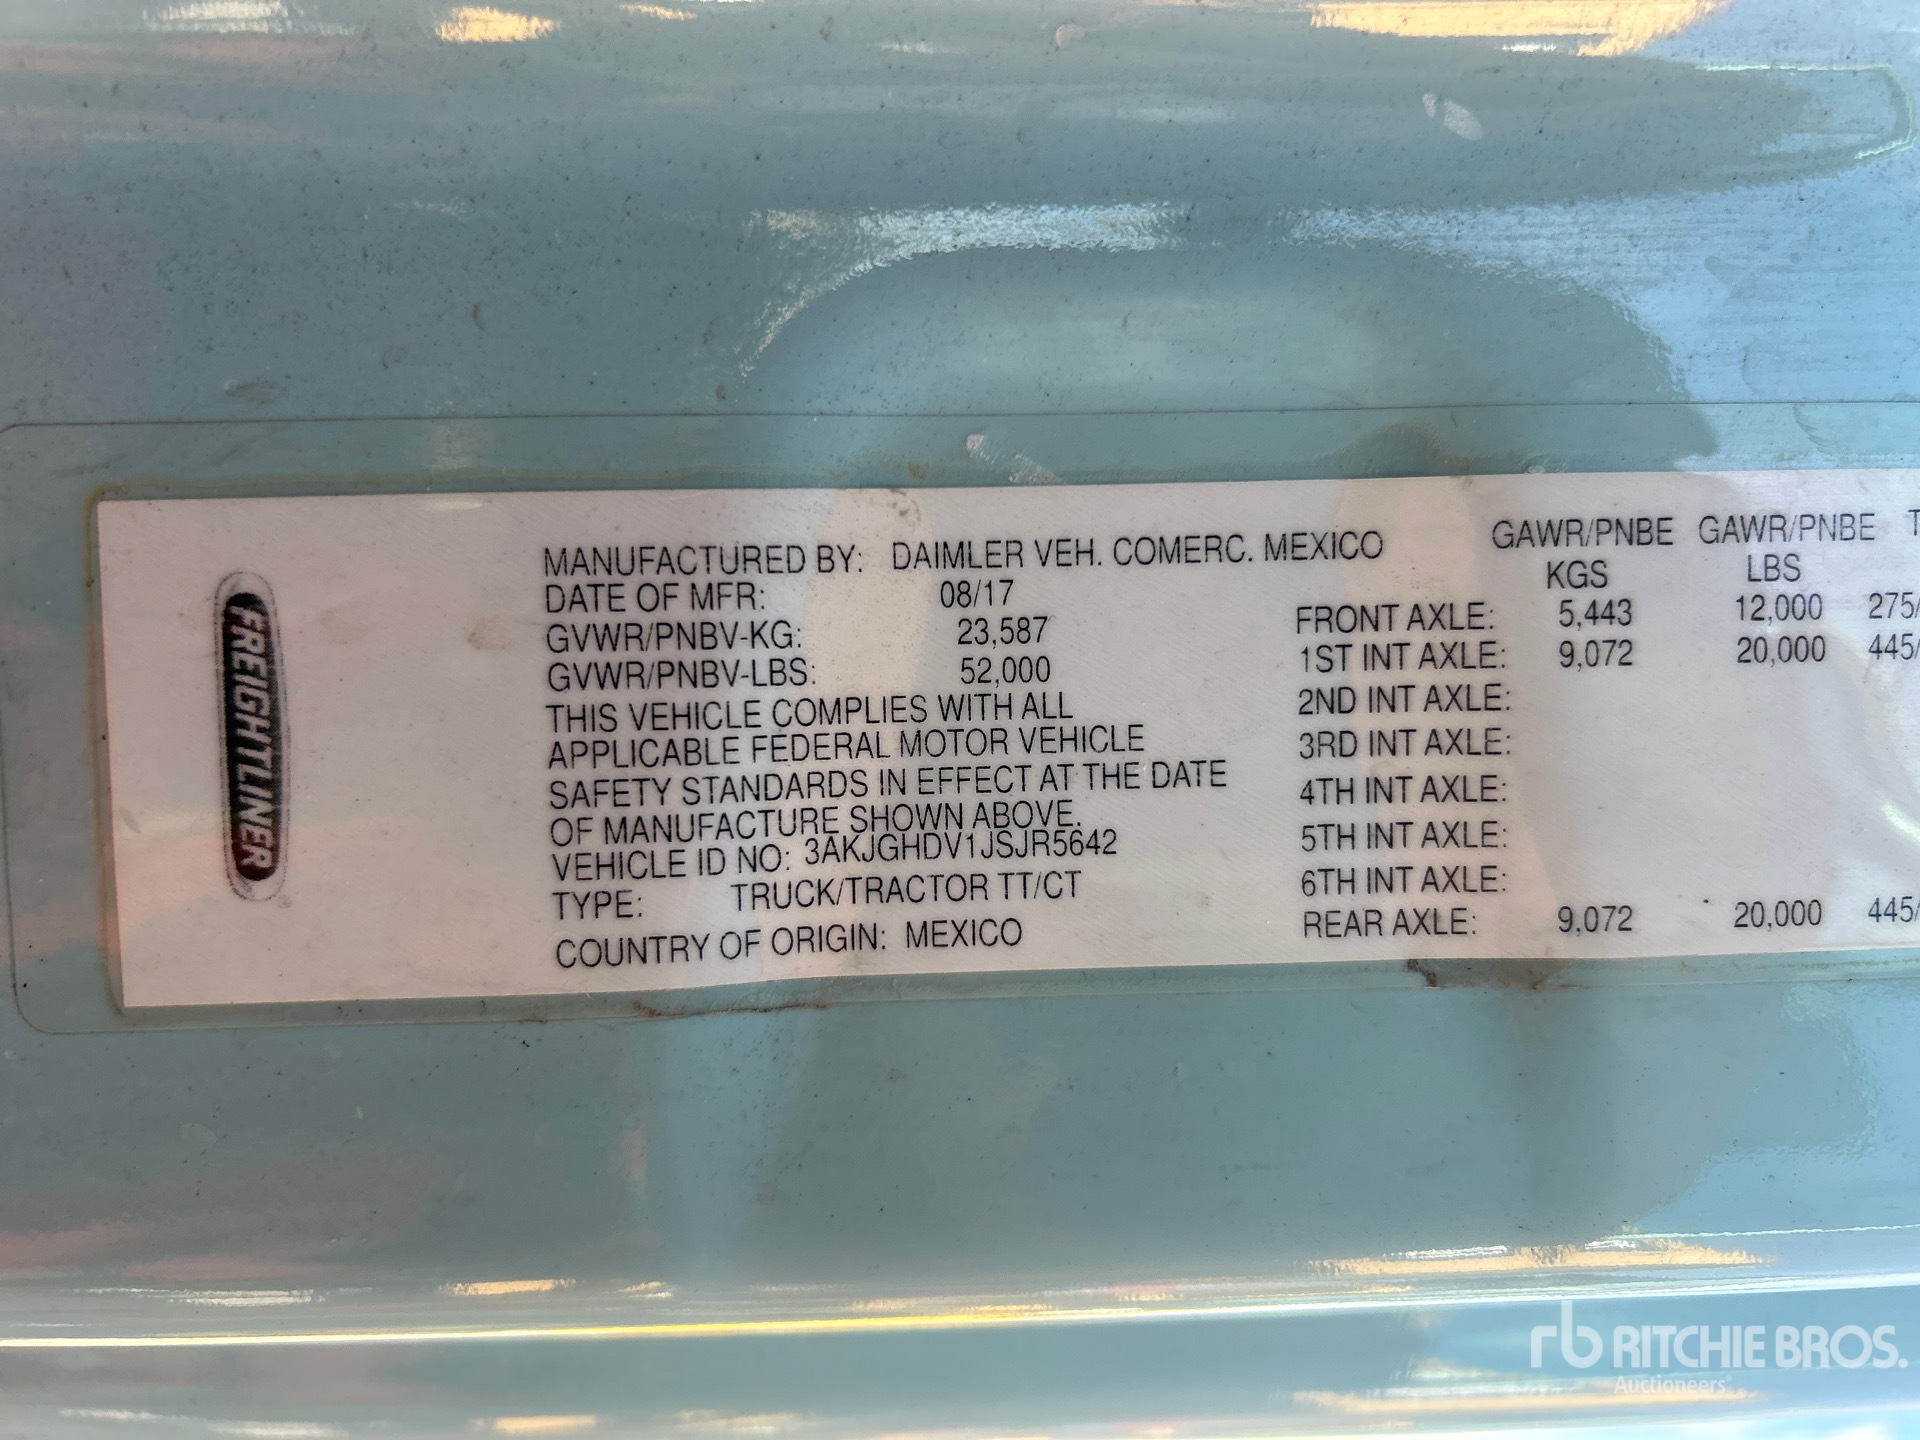 FREIGHTLINER
MANUFACTURED BY: DAIMLER VEH. COMERC. MEXICO
DATE OF MFR: 08/17
GVWR/PNBV-KG: 23,587
GVWR/PNBV-LBS: 52,000
THIS VEHICLE COMPLIES WITH ALL
APPLICABLE FEDERAL MOTOR VEHICLE
SAFETY STANDARDS IN EFFECT AT THE DATE
OF MANUFACTURE SHOWN ABOVE.
VEHICLE ID NO: 3AKJGHDV1JSJR5642
TYPE: TRUCK/TRACTOR TT/CT
COUNTRY OF ORIGIN: MEXICO
GAWR/PNBE GAWR/PNBE T
KGS LBS
FRONT AXLE: 5,443 12,000 275/
1ST INT AXLE: 9,072 20,000 445/
2ND INT AXLE:
3RD INT AXLE:
4TH INT AXLE:
5TH INT AXLE:
6TH INT AXLE:
REAR AXLE: 9,072 20,000 445/
rb RITCHIE BROS.
Auctioneers